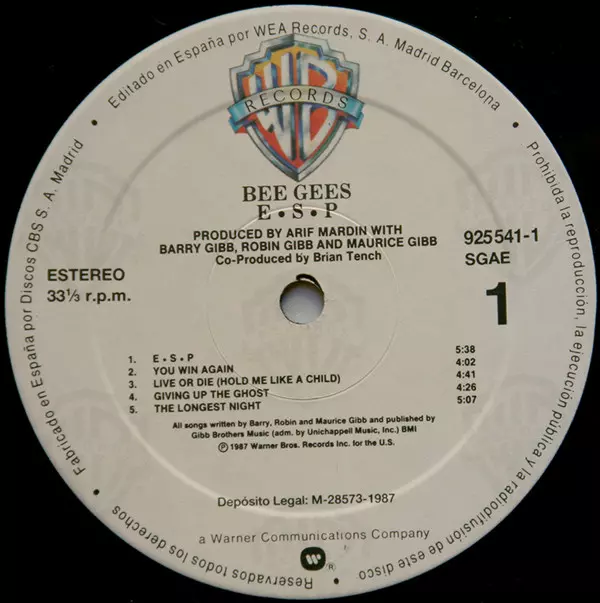 Editado en España por WEA Records, S. A. Madrid Barcelona
WB
RECORDS
BEE GEES
E•S•P
PRODUCED BY ARIF MARDIN WITH
BARRY GIBB, ROBIN GIBB AND MAURICE GIBB
Co-Produced by Brian Tench
925541-1
SGAE
ESTEREO
33⅓ r.p.m.
1
1. E•S•P 5:38
2. YOU WIN AGAIN 4:02
3. LIVE OR DIE (HOLD ME LIKE A CHILD) 4:41
4. GIVING UP THE GHOST 4:26
5. THE LONGEST NIGHT 5:07
All songs written by Barry, Robin and Maurice Gibb and published by
Gibb Brothers Music (adm. by Unichappell Music, Inc.) BMI
Ⓟ 1987 Warner Bros. Records Inc. for the U.S.
Depósito Legal: M-28573-1987
a Warner Communications Company
W ®
• Fabricado en España por Discos CBS S. A. Madrid •
• Prohibida la reproducción, la ejecución pública y la radiodifusión de este disco •
Reservados todos los derechos